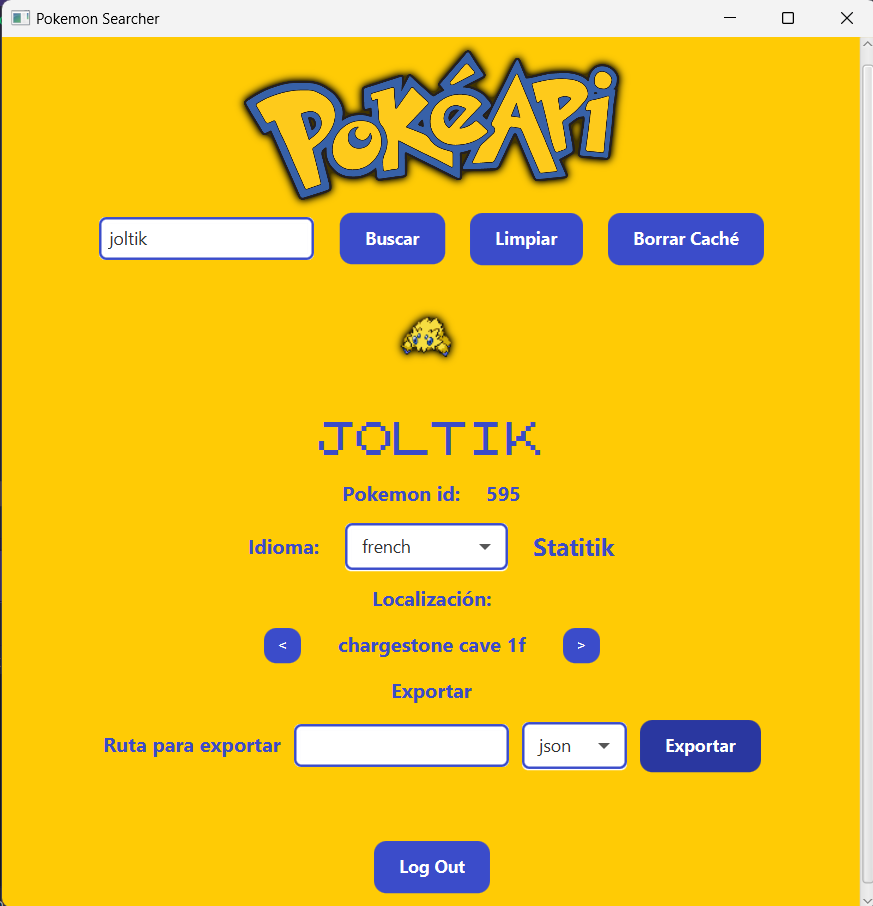 Pokemon Searcher
PokéApi
joltik Buscar Limpiar Borrar Caché
JOLTIK
Pokemon id: 595
Idioma: french Statitik
Localización:
< chargestone cave 1f >
Exportar
Ruta para exportar json Exportar
Log Out